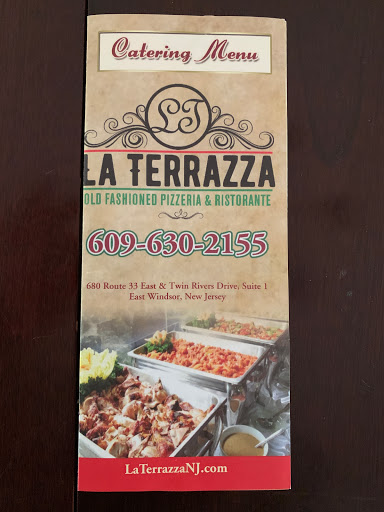 Catering Menu
LT
LA TERRAZZA
OLD FASHIONED PIZZERIA & RISTORANTE
609-630-2155
680 Route 33 East & Twin Rivers Drive, Suite 1
East Windsor, New Jersey
LaTerrazzaNJ.com